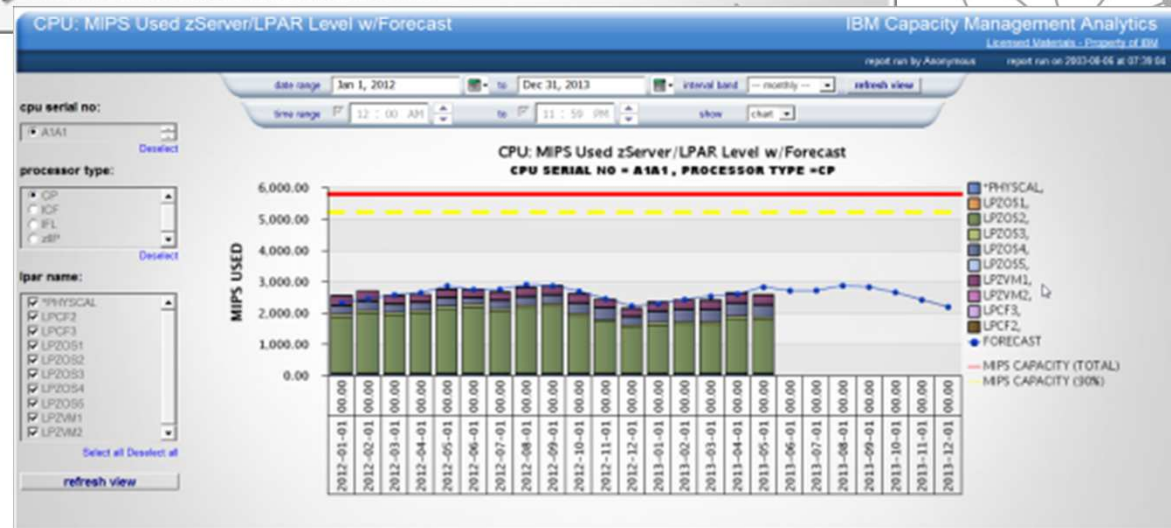 CPU: MIPS Used zServer/LPAR Level w/Forecast
IBM Capacity Management Analytics
Licensed Materials - Property of IBM
report run by Anonymous
report run on 2003-08-06 at 07:39:04
date range Jan 1, 2012 to Dec 31, 2013 interval band -- monthly -- refresh view
time range 12 : 00 AM to 11 : 59 PM show chart
cpu serial no:
A1A1
Deselect
processor type:
CP
ICF
IFL
zIIP
Deselect
lpar name:
*PHYSCAL
LPCF2
LPCF3
LPZOS1
LPZOS2
LPZOS3
LPZOS4
LPZOS5
LPZVM1
LPZVM2
Select all Deselect all
refresh view
CPU: MIPS Used zServer/LPAR Level w/Forecast
CPU SERIAL NO = A1A1, PROCESSOR TYPE =CP
MIPS USED
6,000.00
5,000.00
4,000.00
3,000.00
2,000.00
1,000.00
0.00
2012-01-01 00.00
2012-02-01 00.00
2012-03-01 00.00
2012-04-01 00.00
2012-05-01 00.00
2012-06-01 00.00
2012-07-01 00.00
2012-08-01 00.00
2012-09-01 00.00
2012-10-01 00.00
2012-11-01 00.00
2012-12-01 00.00
2013-01-01 00.00
2013-02-01 00.00
2013-03-01 00.00
2013-04-01 00.00
2013-05-01 00.00
2013-06-01 00.00
2013-07-01 00.00
2013-08-01 00.00
2013-09-01 00.00
2013-10-01 00.00
2013-11-01 00.00
2013-12-01 00.00
*PHYSCAL,
LPZOS1,
LPZOS2,
LPZOS3,
LPZOS4,
LPZOS5,
LPZVM1,
LPZVM2,
LPCF3,
LPCF2,
FORECAST
MIPS CAPACITY (TOTAL)
MIPS CAPACITY (90%)